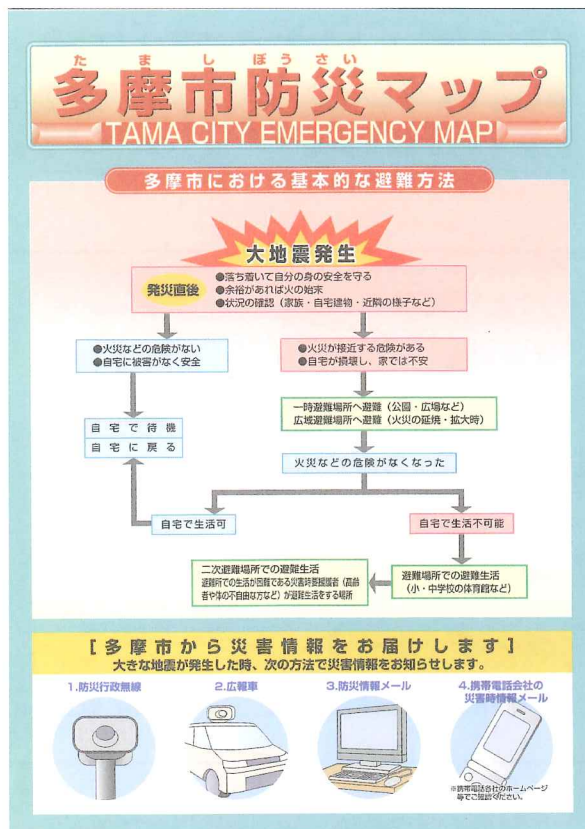 たましぼうさい
多摩市防災マップ
TAMA CITY EMERGENCY MAP
多摩市における基本的な避難方法
大地震発生
発災直後
●落ち着いて自分の身の安全を守る
●余裕があれば火の始末
●状況の確認（家族・自宅建物・近隣の様子など）
●火災などの危険がない
●自宅に被害がなく安全
●火災が接近する危険がある
●自宅が損壊し、家では不安
自宅で待機
自宅に戻る
一時避難場所へ避難（公園・広場など）
広域避難場所へ避難（火災の延焼・拡大時）
火災などの危険がなくなった
自宅で生活可
自宅で生活不可能
二次避難場所での避難生活
避難所での生活が困難である災害時要援護者（高齢
者や体の不自由な方など）が避難生活をする場所
避難場所での避難生活
（小・中学校の体育館など）
［多摩市から災害情報をお届けします］
大きな地震が発生した時、次の方法で災害情報をお知らせします。
1.防災行政無線
2.広報車
3.防災情報メール
4.携帯電話会社の
災害時情報メール
※携帯電話会社のホームページ
等でご確認ください。